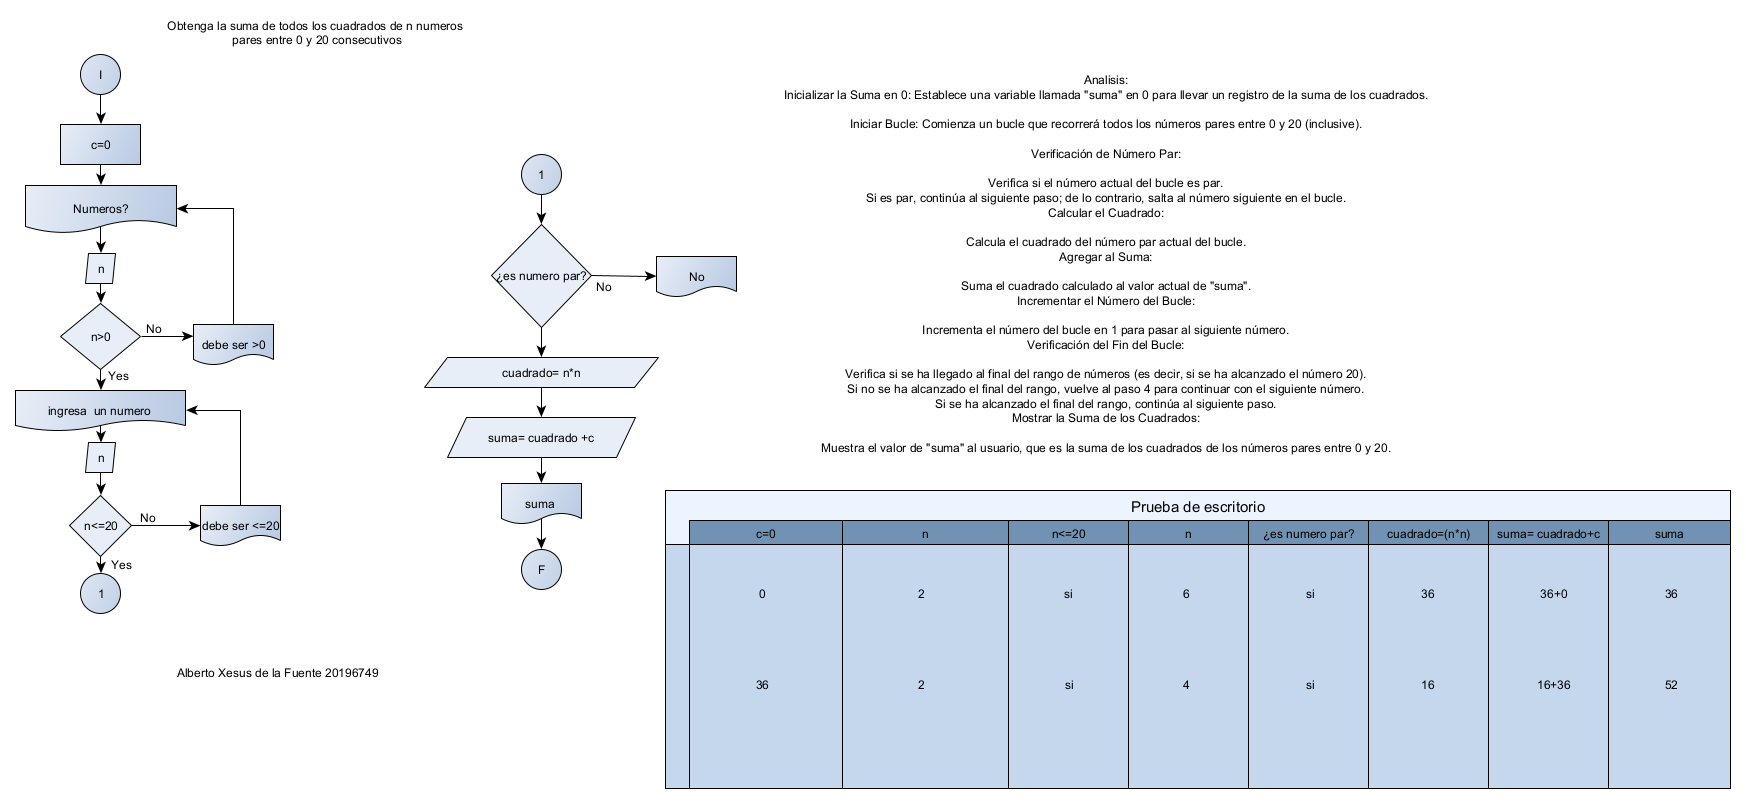 Obtenga la suma de todos los cuadrados de n numeros
pares entre 0 y 20 consecutivos
I
c=0
Numeros?
n
n>0
No
debe ser >0
Yes
ingresa un numero
n
n<=20
No
debe ser <=20
Yes
1
Alberto Xesus de la Fuente 20196749
1
¿es numero par?
No
No
cuadrado= n*n
suma= cuadrado +c
suma
F
Analisis:
Inicializar la Suma en 0: Establece una variable llamada "suma" en 0 para llevar un registro de la suma de los cuadrados.
Iniciar Bucle: Comienza un bucle que recorrerá todos los números pares entre 0 y 20 (inclusive).
Verificación de Número Par:
Verifica si el número actual del bucle es par.
Si es par, continúa al siguiente paso; de lo contrario, salta al número siguiente en el bucle.
Calcular el Cuadrado:
Calcula el cuadrado del número par actual del bucle.
Agregar al Suma:
Suma el cuadrado calculado al valor actual de "suma".
Incrementar el Número del Bucle:
Incrementa el número del bucle en 1 para pasar al siguiente número.
Verificación del Fin del Bucle:
Verifica si se ha llegado al final del rango de números (es decir, si se ha alcanzado el número 20).
Si no se ha alcanzado el final del rango, vuelve al paso 4 para continuar con el siguiente número.
Si se ha alcanzado el final del rango, continúa al siguiente paso.
Mostrar la Suma de los Cuadrados:
Muestra el valor de "suma" al usuario, que es la suma de los cuadrados de los números pares entre 0 y 20.
Prueba de escritorio
c=0 n n<=20 n ¿es numero par? cuadrado=(n*n) suma= cuadrado+c suma
0 2 si 6 si 36 36+0 36
36 2 si 4 si 16 16+36 52